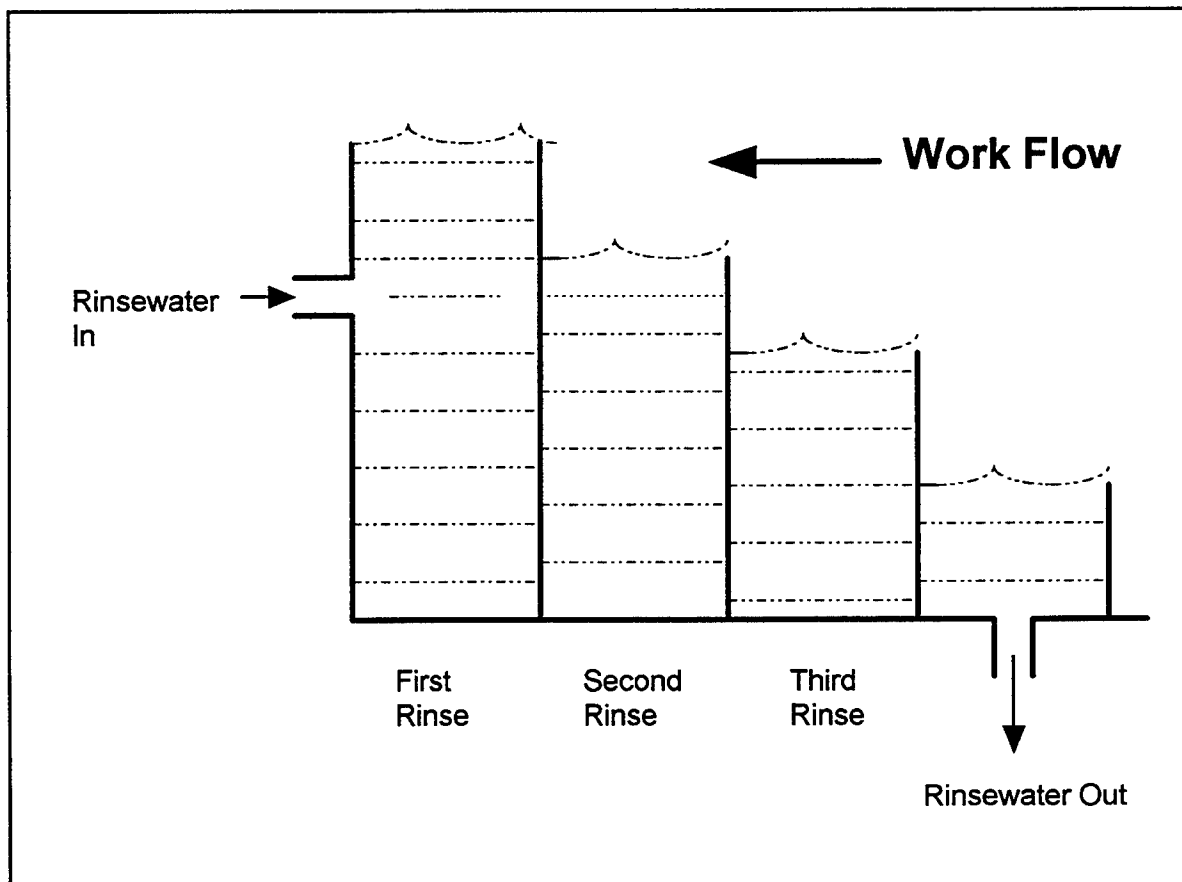 Work Flow
Rinsewater
In
First
Rinse
Second
Rinse
Third
Rinse
Rinsewater Out